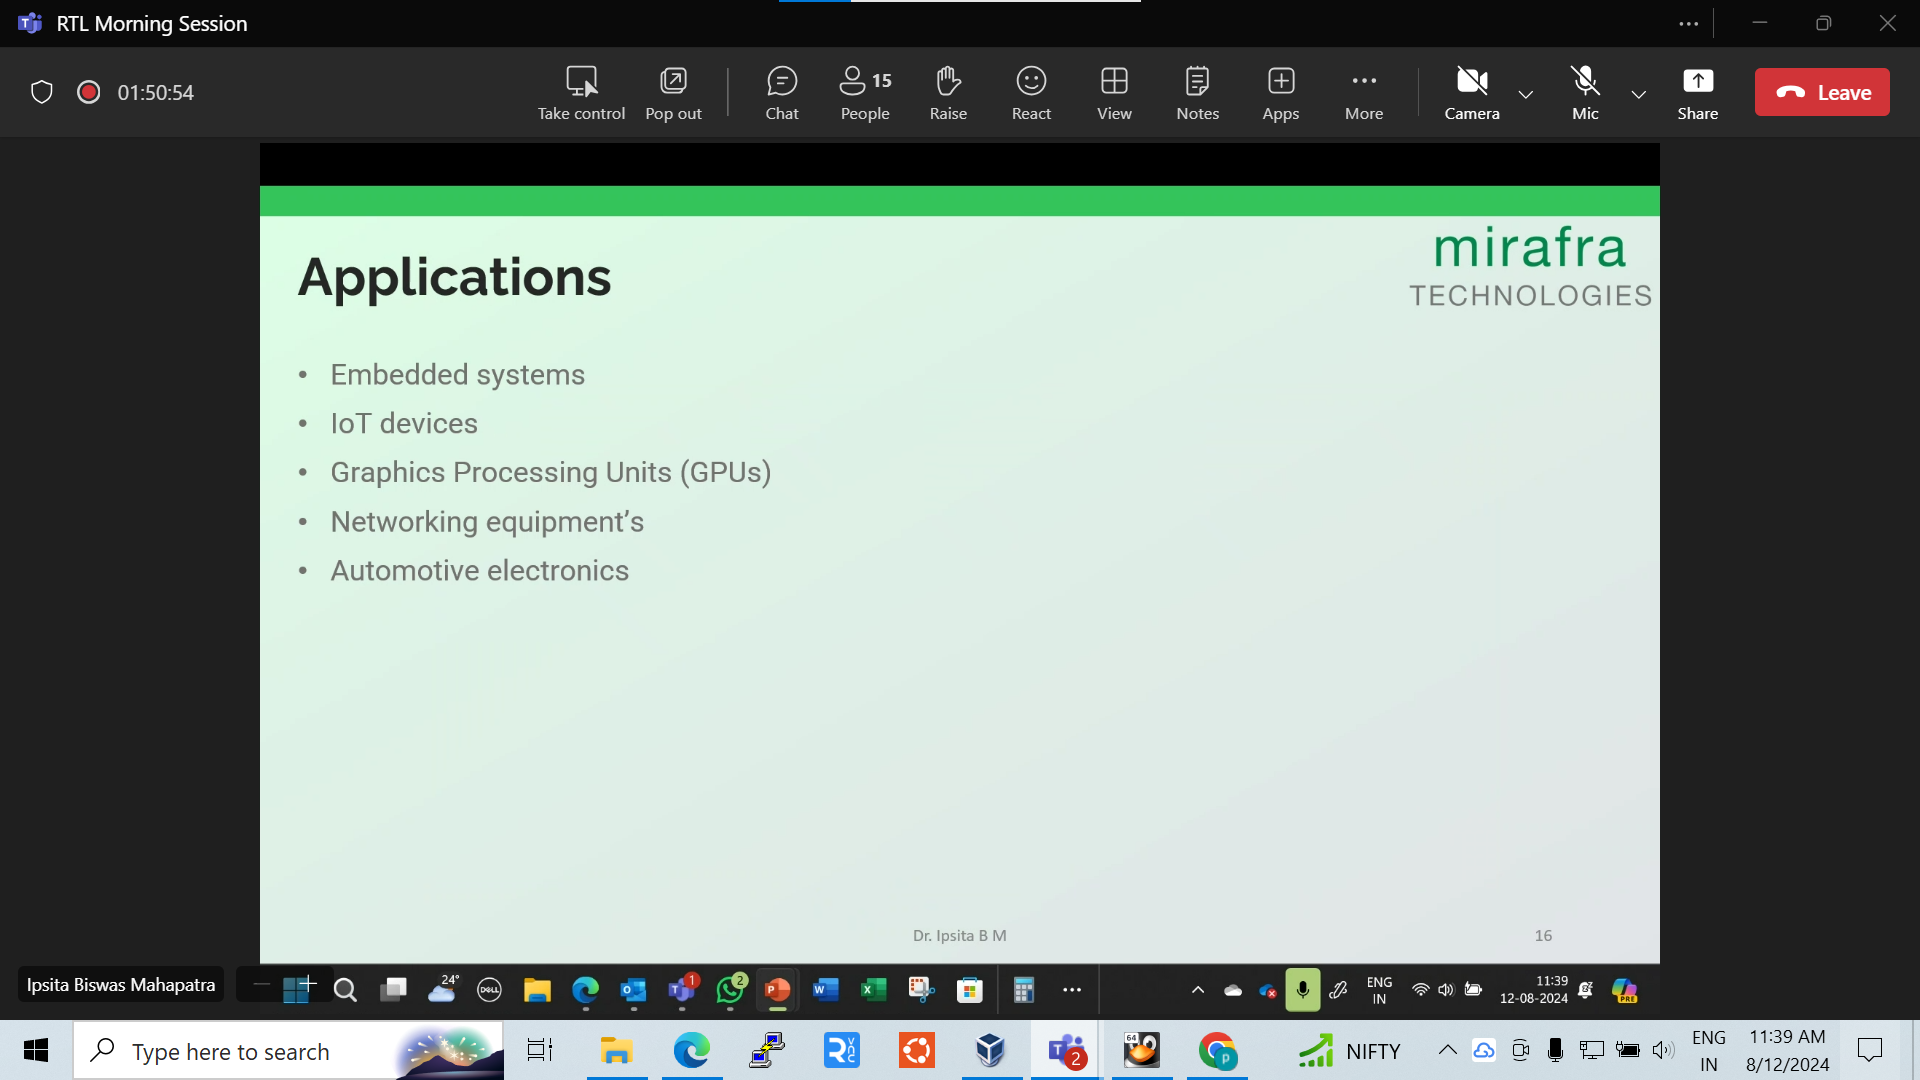 RTL Morning Session
01:50:54
Take control
Pop out
Chat
15
People
Raise
React
View
Notes
Apps
More
Camera
Mic
Share
Leave
mirafra
TECHNOLOGIES
Applications
• Embedded systems
• IoT devices
• Graphics Processing Units (GPUs)
• Networking equipment's
• Automotive electronics
Dr. Ipsita B M
16
Ipsita Biswas Mahapatra
24°
DELL
1
2
ENG
IN
11:39
12-08-2024
PRE
Type here to search
2
64
p
NIFTY
ENG
IN
11:39 AM
8/12/2024